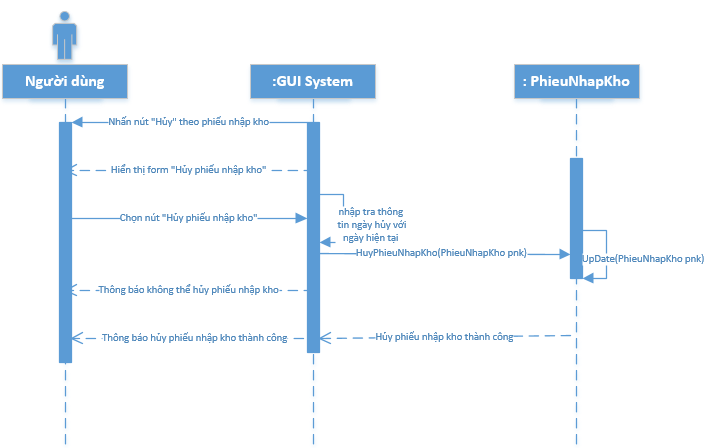 Người dùng
:GUI System
: PhieuNhapKho
Nhấn nút "Hủy" theo phiếu nhập kho
Hiển thị form "Hủy phiếu nhập kho"
nhập tra thông
tin ngày hủy với
ngày hiện tại
Chọn nút "Hủy phiếu nhập kho"
HuyPhieuNhapKho(PhieuNhapKho pnk)
UpDate(PhieuNhapKho pnk)
Thông báo không thể hủy phiếu nhập kho
Thông báo hủy phiếu nhập kho thành công
Hủy phiếu nhập kho thành công